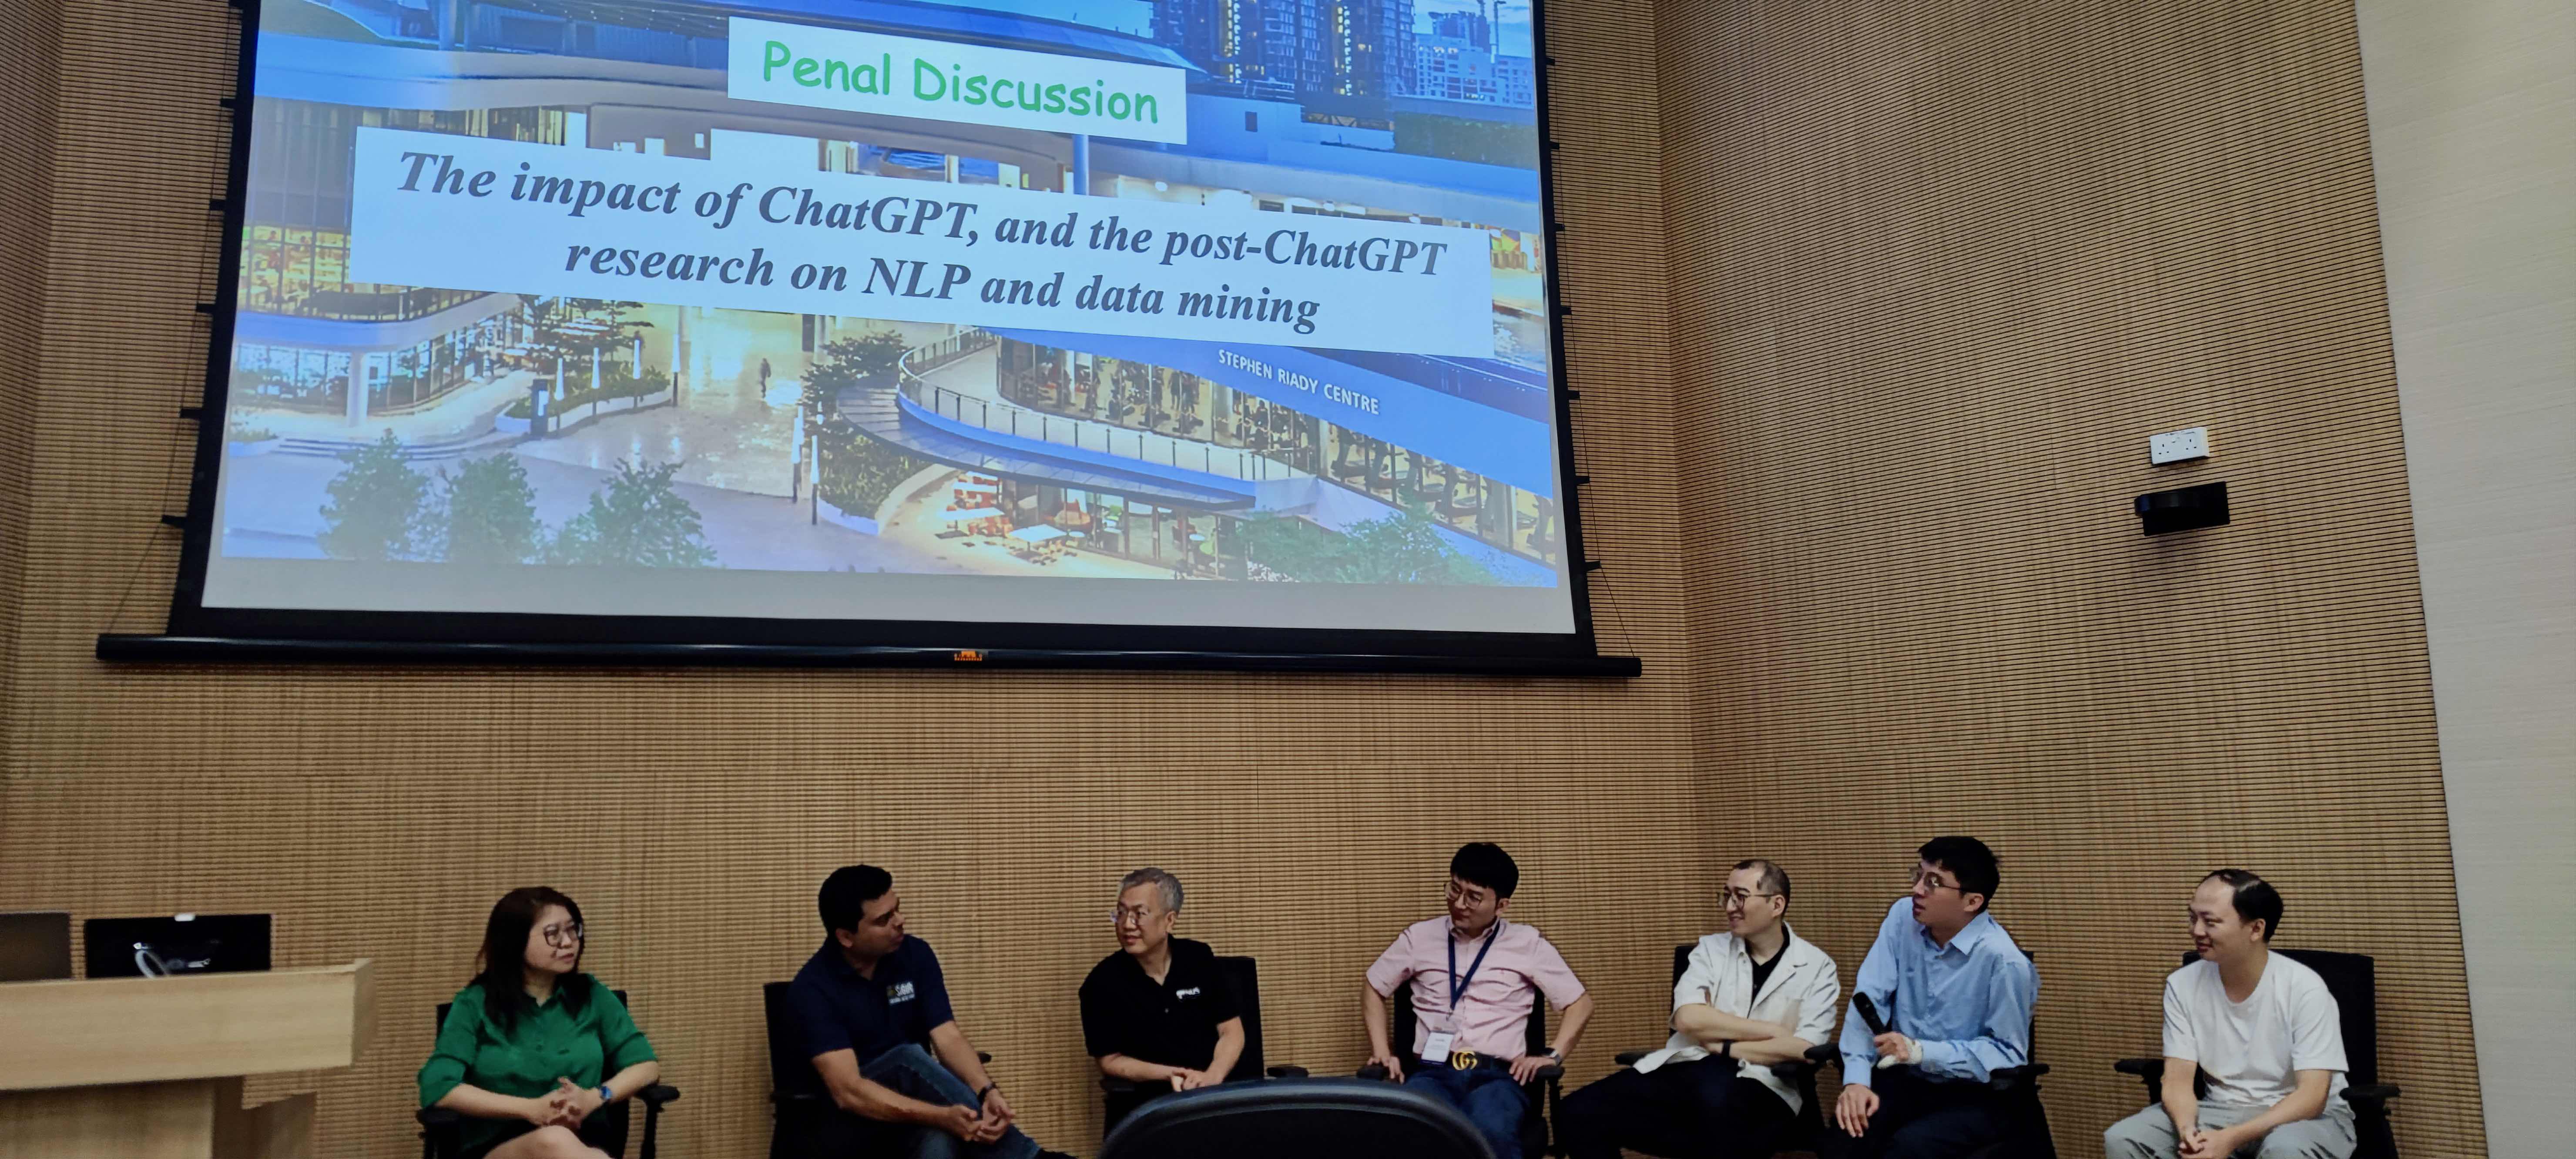 Penal Discussion
The impact of ChatGPT, and the post-ChatGPT
research on NLP and data mining
STEPHEN RIADY CENTRE